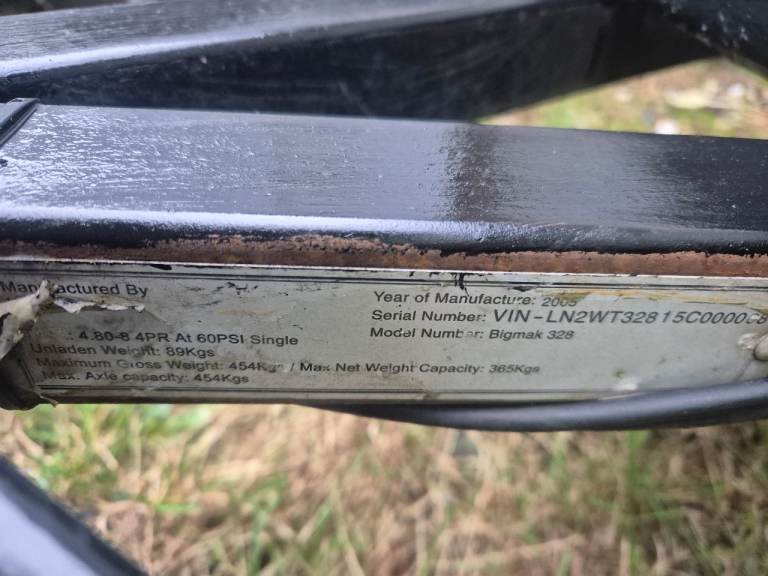 Manufactured By
Year of Manufacture: 2005
Serial Number: VIN-LN2WT32815C0000
Model Number: Bigmak 328
4.80-8 4PR At 60PSI Single
Unladen Weight: 89Kgs
Maximum Gross Weight: 454Kgs / Max Net Weight Capacity: 365Kgs
Max. Axle capacity: 454Kgs